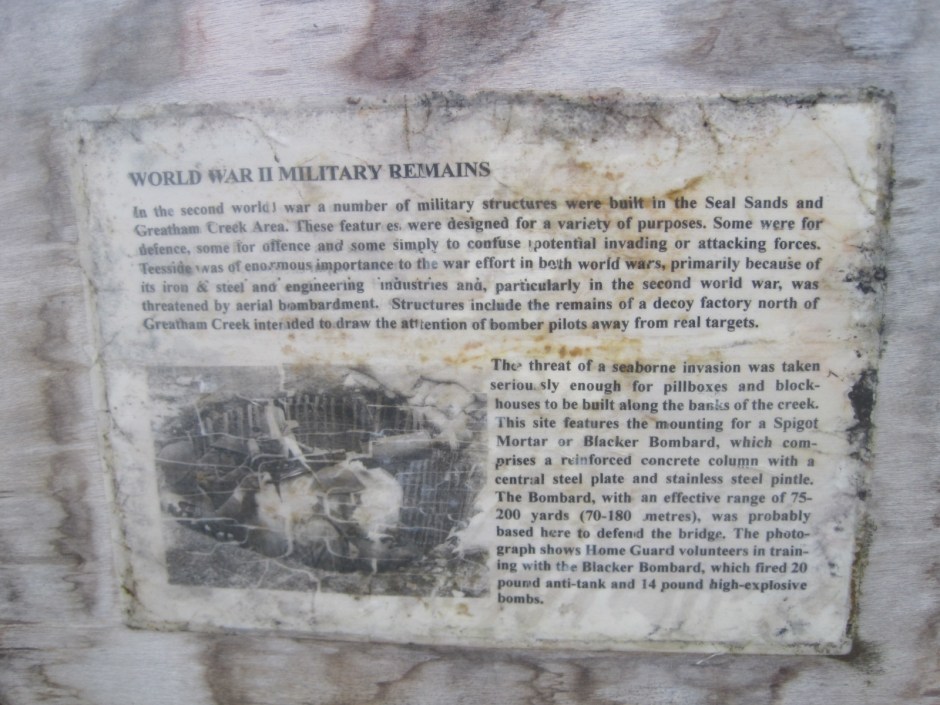 WORLD WAR II MILITARY REMAINS
In the second world war a number of military structures were built in the Seal Sands and
Greatham Creek Area. These features were designed for a variety of purposes. Some were for
defence, some for offence and some simply to confuse potential invading or attacking forces.
Teesside was of enormous importance to the war effort in both world wars, primarily because of
its iron & steel and engineering industries and, particularly in the second world war, was
threatened by aerial bombardment. Structures include the remains of a decoy factory north of
Greatham Creek intended to draw the attention of bomber pilots away from real targets.
The threat of a seaborne invasion was taken
seriously enough for pillboxes and block-
houses to be built along the banks of the creek.
This site features the mounting for a Spigot
Mortar or Blacker Bombard, which com-
prises a reinforced concrete column with a
central steel plate and stainless steel pintle.
The Bombard, with an effective range of 75-
200 yards (70-180 metres), was probably
based here to defend the bridge. The photo-
graph shows Home Guard volunteers in train-
ing with the Blacker Bombard, which fired 20
pound anti-tank and 14 pound high-explosive
bombs.